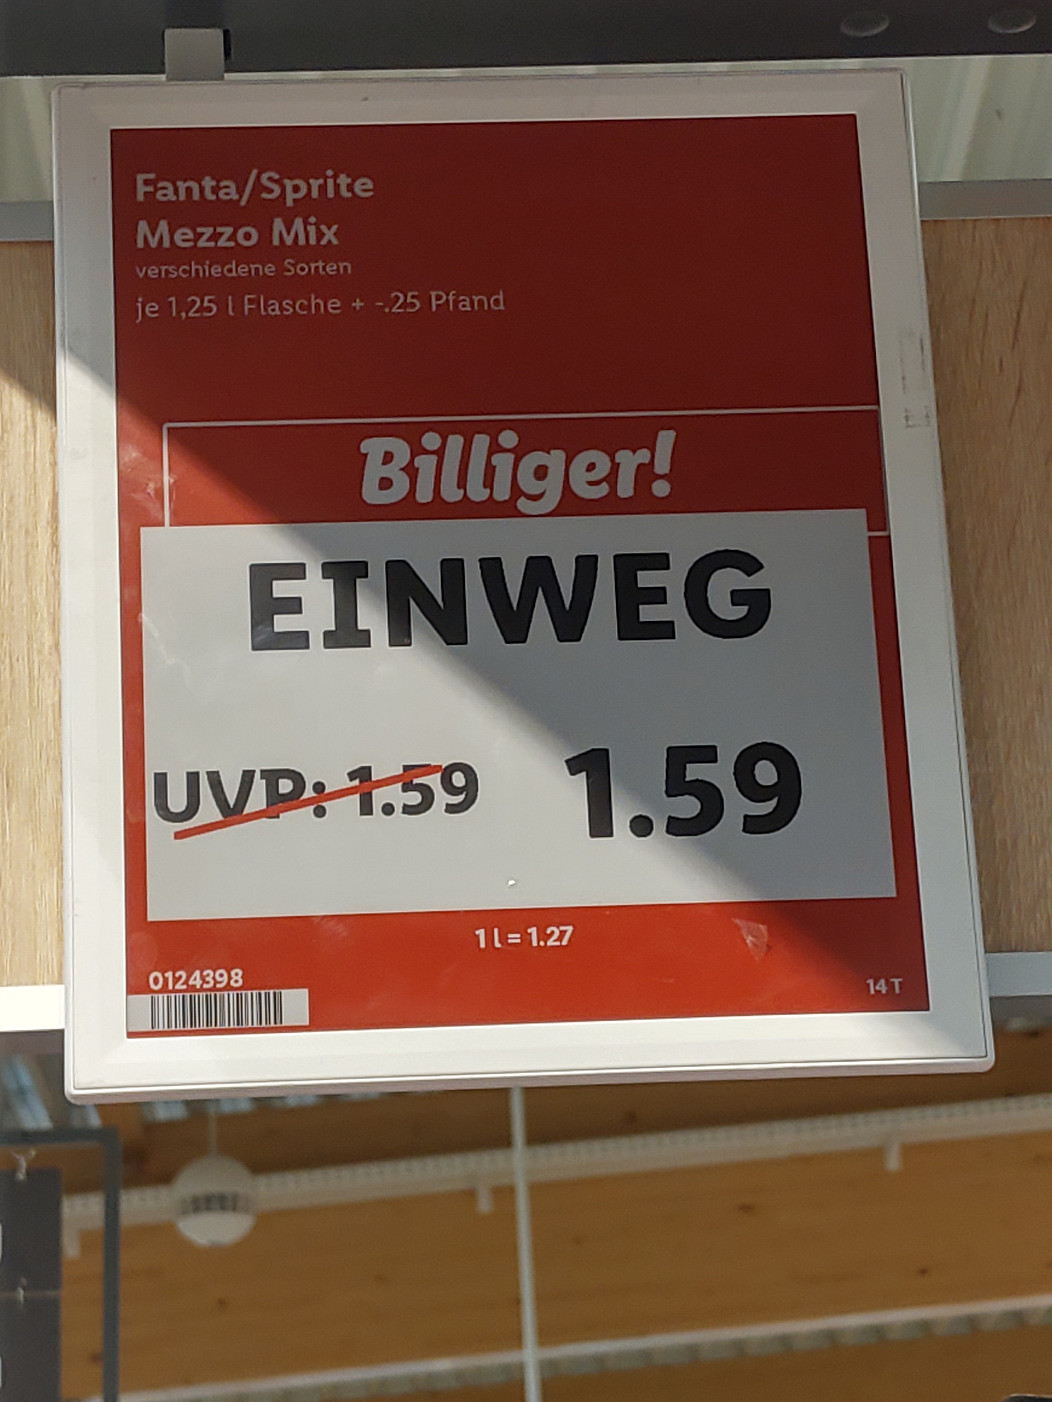 Fanta/Sprite
Mezzo Mix
verschiedene Sorten
je 1,25 l Flasche + -.25 Pfand
Billiger!
EINWEG
UVP: 1.59 1.59
1 l = 1.27
0124398
14 T